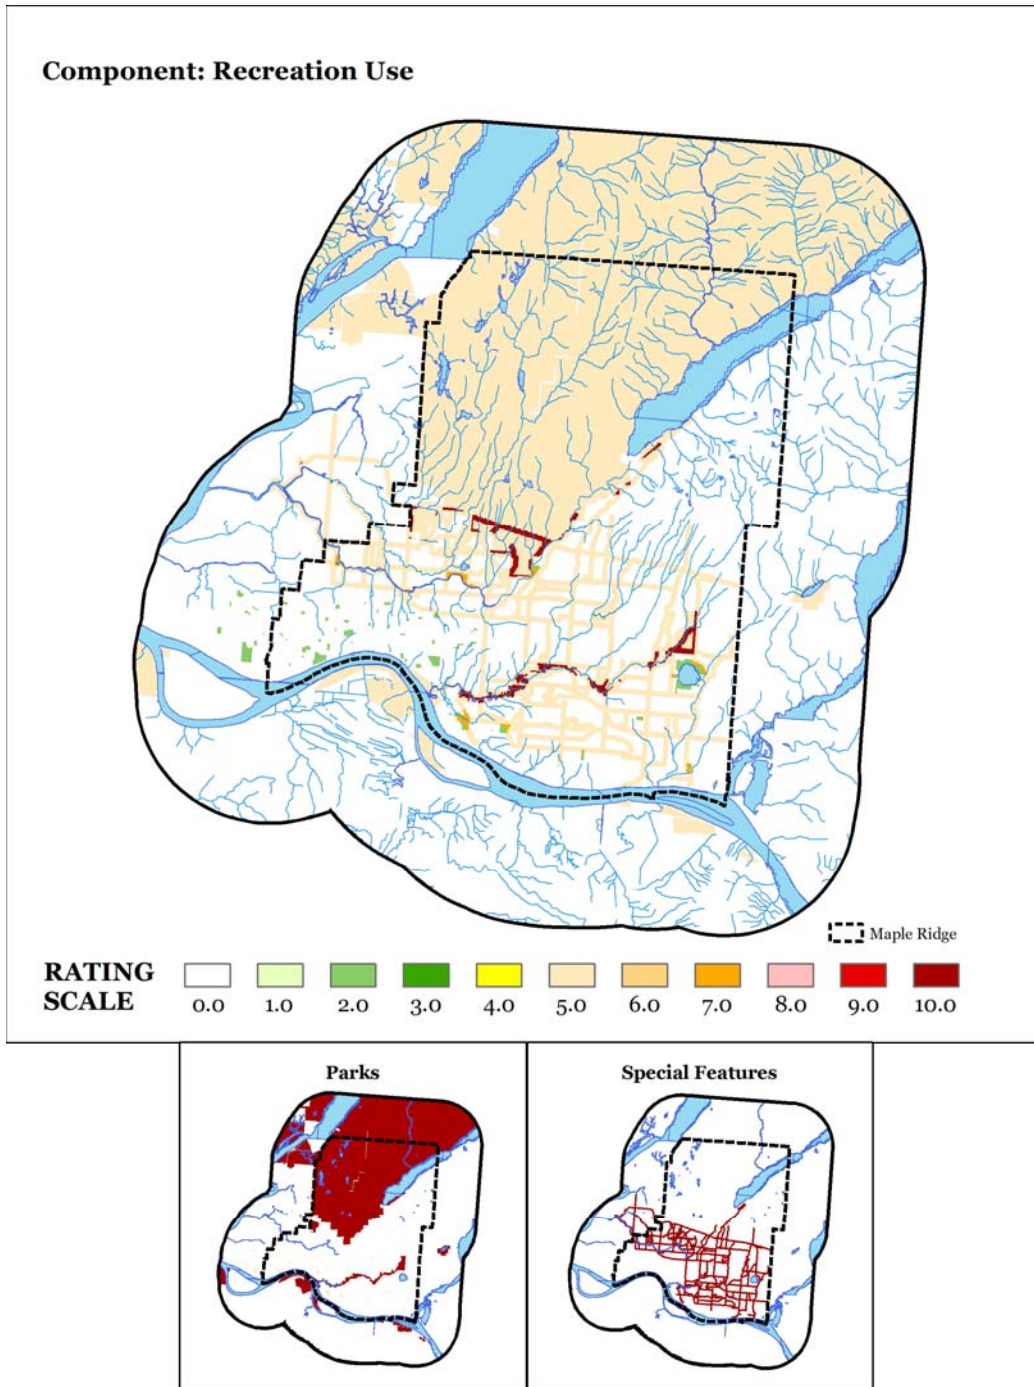 Component: Recreation Use
Maple Ridge
RATING
SCALE
0.0 1.0 2.0 3.0 4.0 5.0 6.0 7.0 8.0 9.0 10.0
Parks
Special Features